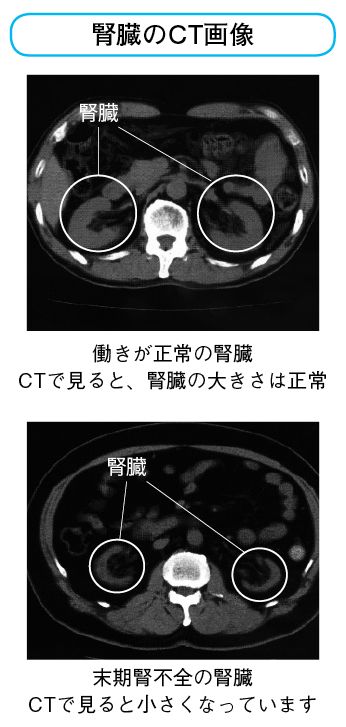 腎臓のCT画像
腎臓
働きが正常の腎臓
CTで見ると、腎臓の大きさは正常
腎臓
末期腎不全の腎臓
CTで見ると小さくなっています